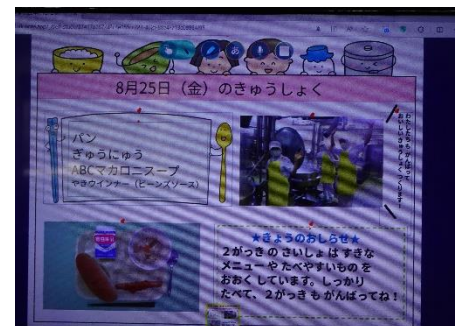 8月25日（金）のきゅうしょく
パン
ぎゅうにゅう
ABCマカロニスープ
やきウインナー（ビーンズソース）
★きょうのおしらせ★
２がっきの さいしょ は すきな
メニュー や たべやすいもの を
おおく しています。しっかり
たべて、２がっき も がんばってね！